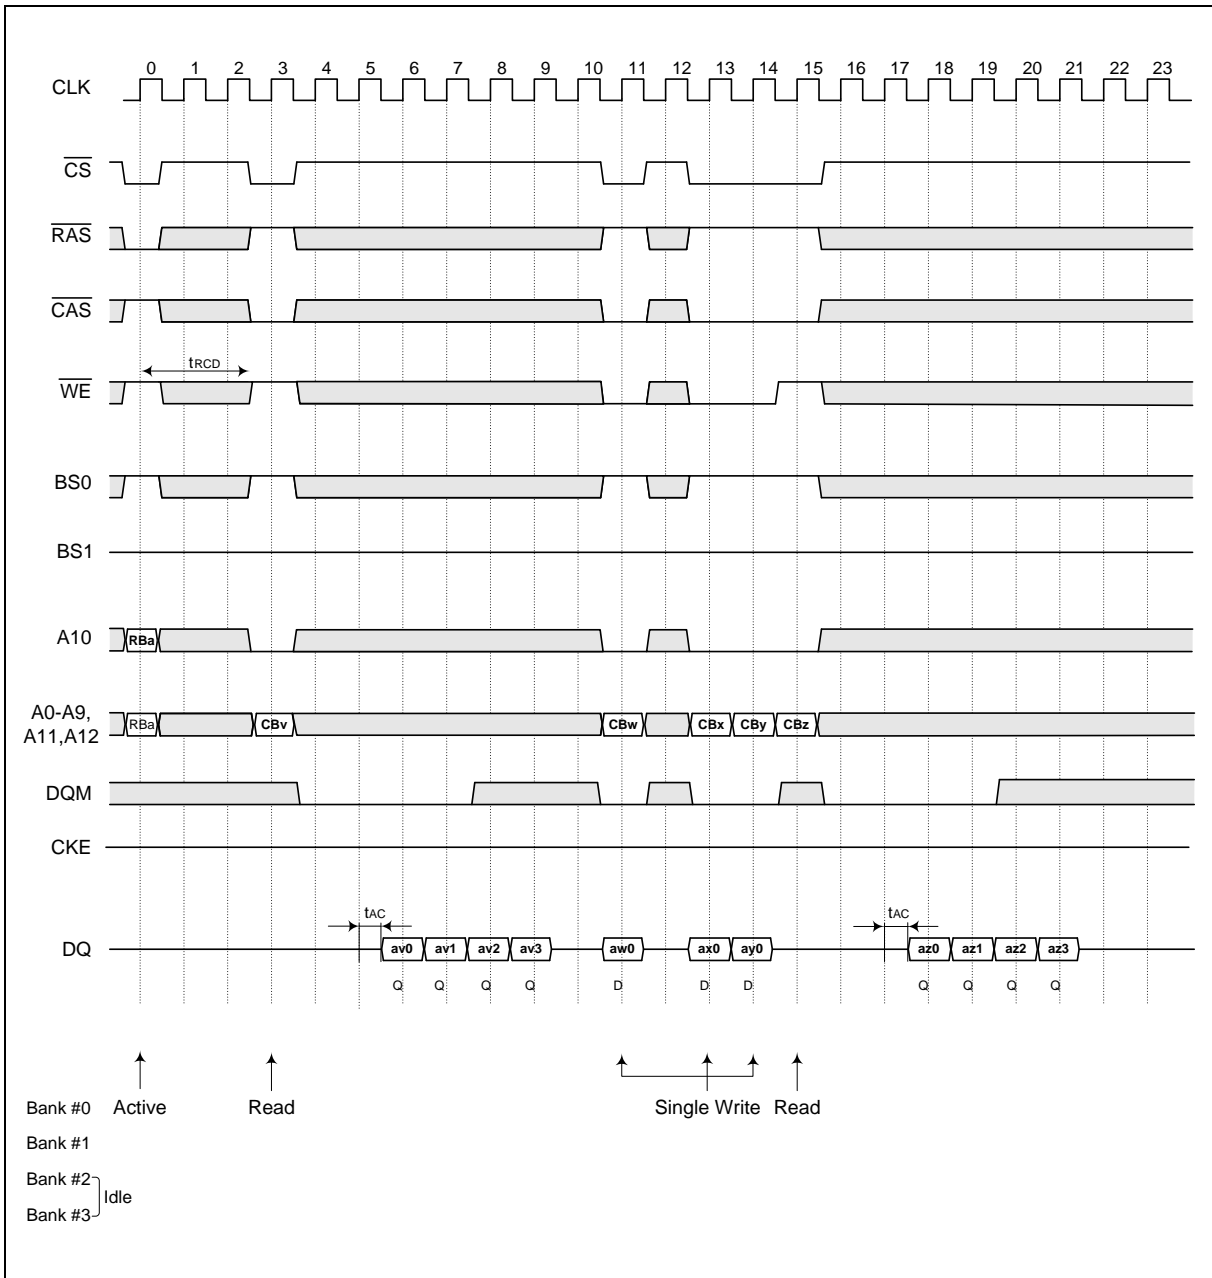 0 1 2 3 4 5 6 7 8 9 10 11 12 13 14 15 16 17 18 19 20 21 22 23
CLK
CS
RAS
CAS
tRCD
WE
BS0
BS1
A10 RBa
A0-A9,
A11,A12
RBa CBv CBw CBx CBy CBz
DQM
CKE
tAC tAC
DQ av0 av1 av2 av3 aw0 ax0 ay0 az0 az1 az2 az3
Q Q Q Q D D D Q Q Q Q
Bank #0 Active Read Single Write Read
Bank #1
Bank #2
Idle
Bank #3